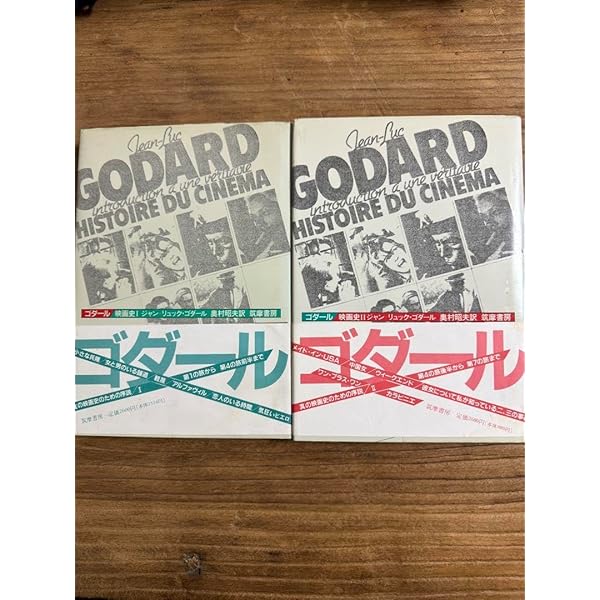 Jean-Luc
GODARD
introduction à une véritable
HISTOIRE DU CINEMA
ゴダール 映画史Ⅰ ジャン リュック・ゴダール 奥村昭夫訳 筑摩書房
ゴダール
小さな兵隊/女と男のいる舗道
軽蔑
第1の旅から 第4の旅前半まで
真の映画史のための序説/Ⅰ
アルファヴィル/恋人のいる時間/気狂いピエロ
筑摩書房
Jean-Luc
GODARD
introduction à une véritable
HISTOIRE DU CINEMA
ゴダール 映画史Ⅱ ジャン リュック・ゴダール 奥村昭夫訳 筑摩書房
ゴダール
メイド・イン・USA
中国女/ウィークエンド
第4の旅後半から 第7の旅まで
ワン・プラス・ワン
真の映画史のための序説/Ⅱ
カラビニエ
彼女について私が知っている二、三の事
筑摩書房